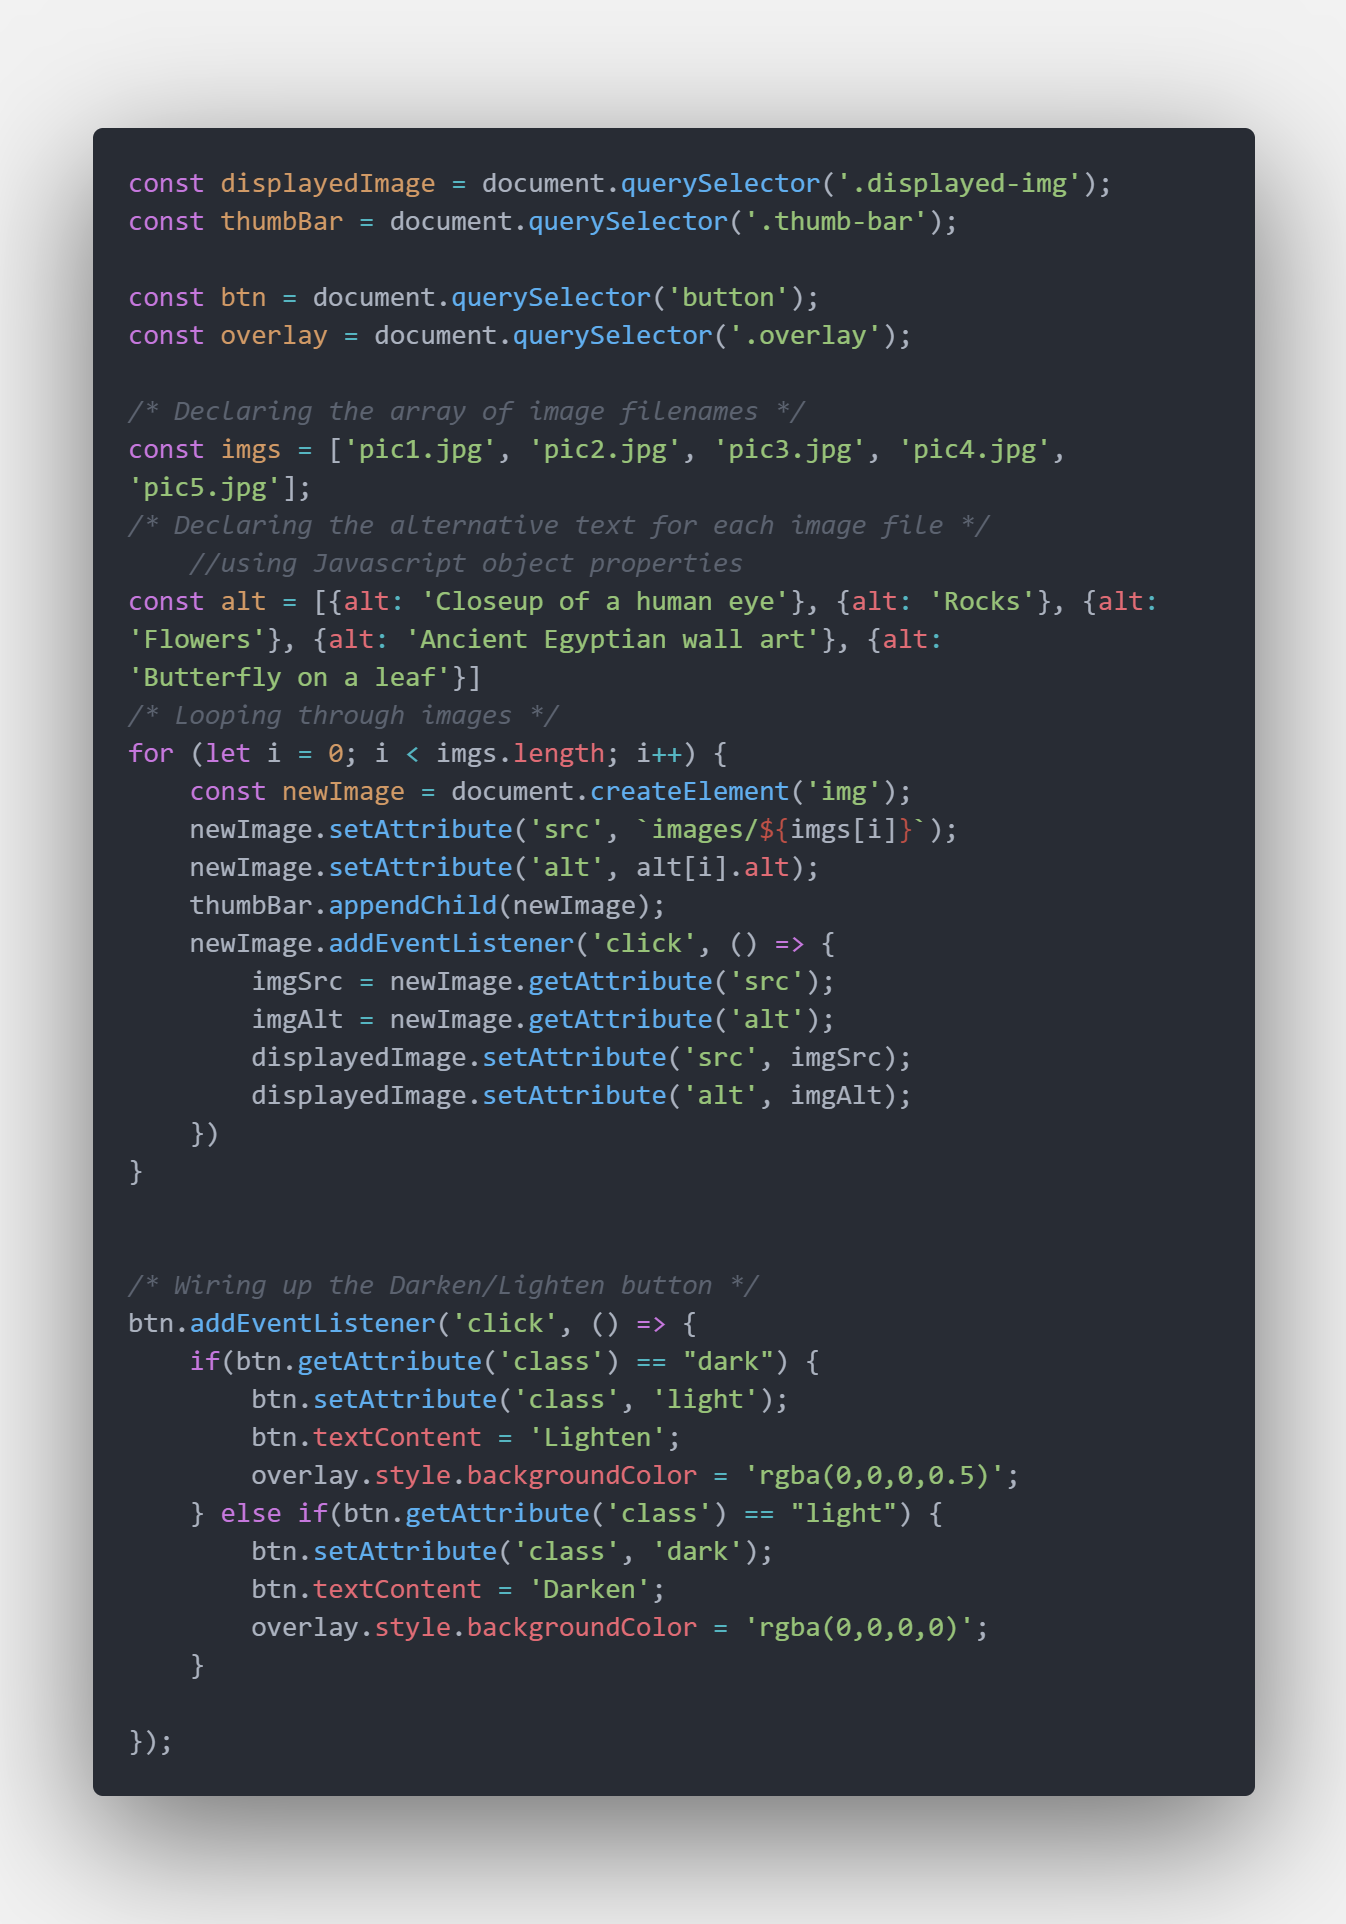 const displayedImage = document.querySelector('.displayed-img');
const thumbBar = document.querySelector('.thumb-bar');

const btn = document.querySelector('button');
const overlay = document.querySelector('.overlay');

/* Declaring the array of image filenames */
const imgs = ['pic1.jpg', 'pic2.jpg', 'pic3.jpg', 'pic4.jpg',
'pic5.jpg'];
/* Declaring the alternative text for each image file */
    //using Javascript object properties
const alt = [{alt: 'Closeup of a human eye'}, {alt: 'Rocks'}, {alt:
'Flowers'}, {alt: 'Ancient Egyptian wall art'}, {alt:
'Butterfly on a leaf'}]
/* Looping through images */
for (let i = 0; i < imgs.length; i++) {
    const newImage = document.createElement('img');
    newImage.setAttribute('src', `images/${imgs[i]}`);
    newImage.setAttribute('alt', alt[i].alt);
    thumbBar.appendChild(newImage);
    newImage.addEventListener('click', () => {
        imgSrc = newImage.getAttribute('src');
        imgAlt = newImage.getAttribute('alt');
        displayedImage.setAttribute('src', imgSrc);
        displayedImage.setAttribute('alt', imgAlt);
    })
}


/* Wiring up the Darken/Lighten button */
btn.addEventListener('click', () => {
    if(btn.getAttribute('class') == "dark") {
        btn.setAttribute('class', 'light');
        btn.textContent = 'Lighten';
        overlay.style.backgroundColor = 'rgba(0,0,0,0.5)';
    } else if(btn.getAttribute('class') == "light") {
        btn.setAttribute('class', 'dark');
        btn.textContent = 'Darken';
        overlay.style.backgroundColor = 'rgba(0,0,0,0)';
    }

});